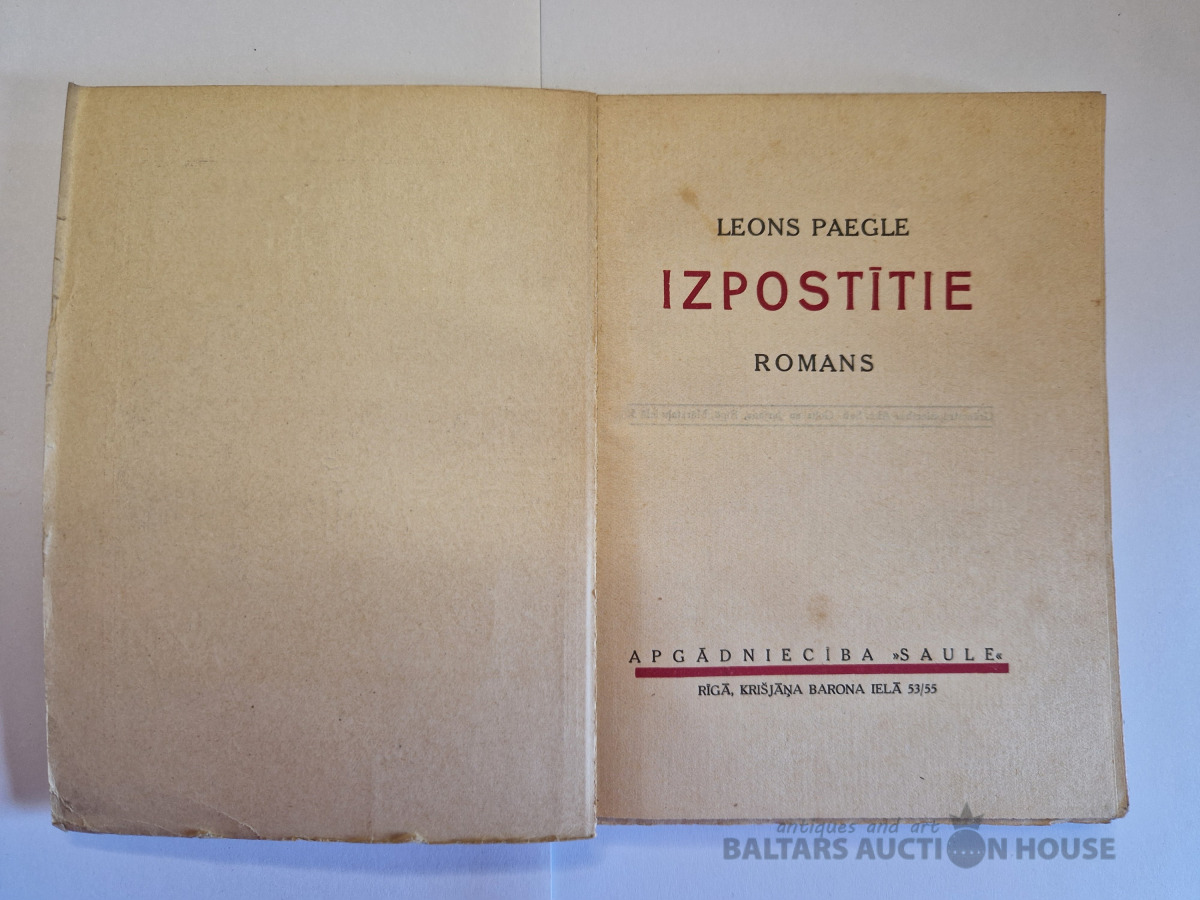 LEONS PAEGLE
IZPOSTĪTIE
ROMANS
APGĀDNIECĪBA »SAULE«
RĪGĀ, KRIŠJĀŅA BARONA IELĀ 53/55
antiques and art
BALTARS AUCTION HOUSE